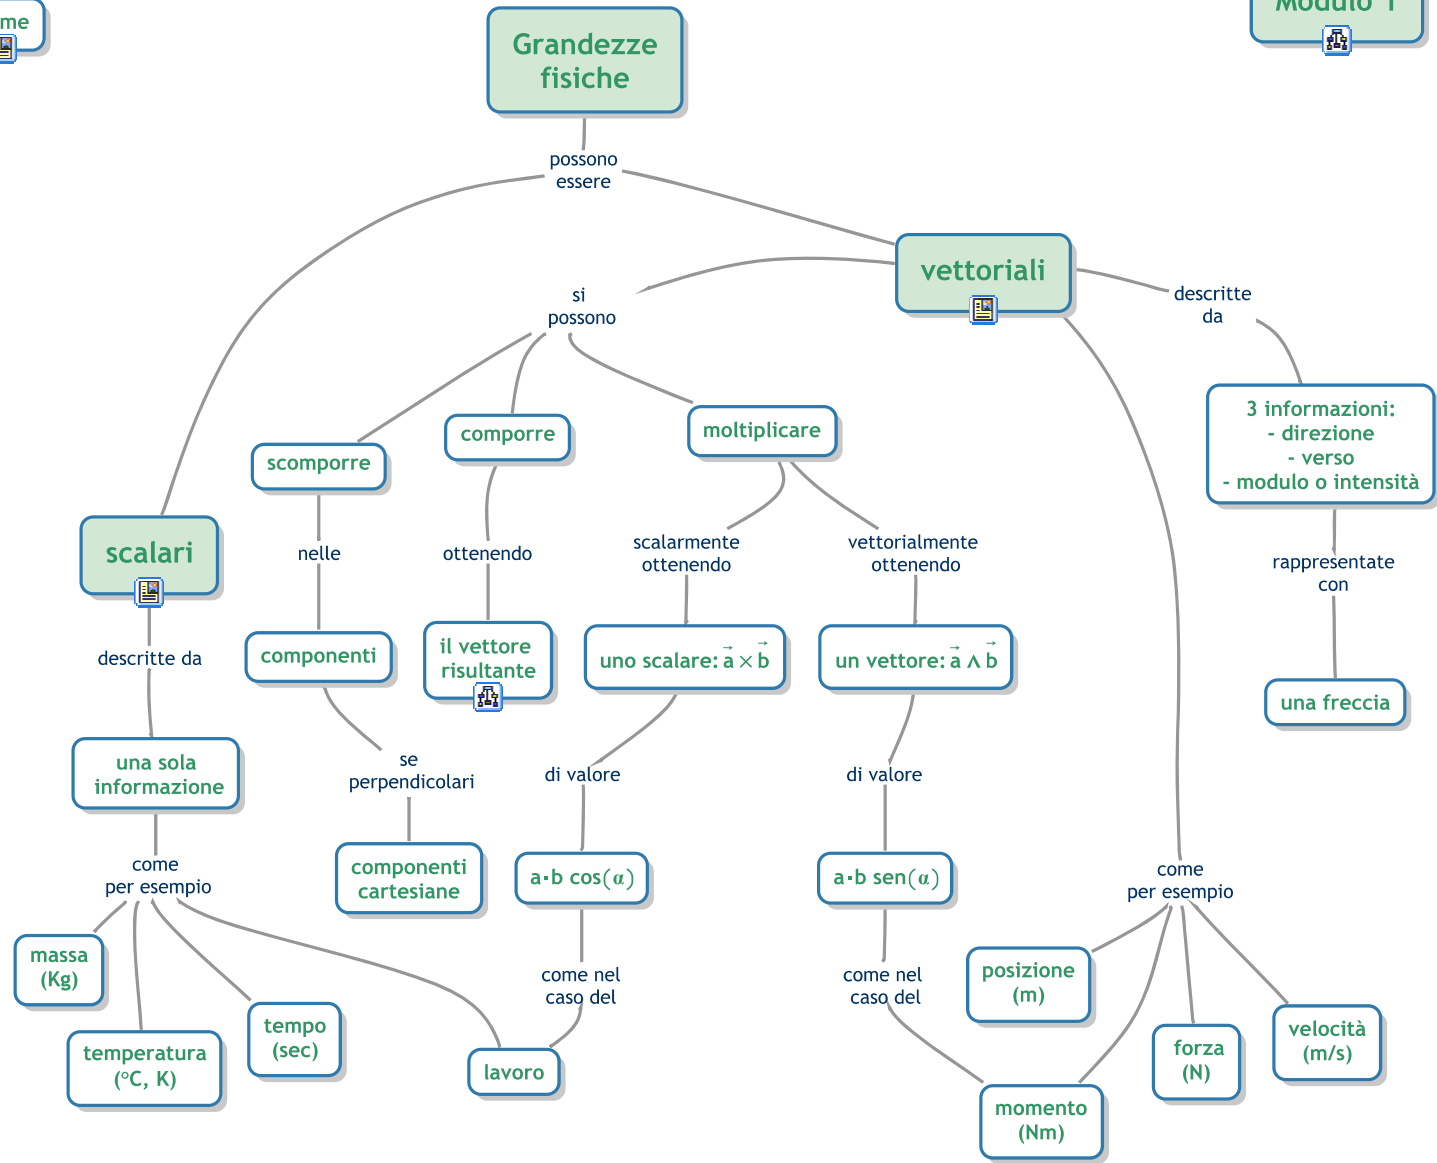 me
Modulo 1
Grandezze
fisiche
possono
essere
vettoriali
si
possono
descritte
da
3 informazioni:
- direzione
- verso
- modulo o intensità
scomporre
comporre
moltiplicare
scalari
nelle
ottenendo
scalarmente
ottenendo
vettorialmente
ottenendo
rappresentate
con
descritte da
componenti
il vettore
risultante
uno scalare: a⃗ × b⃗
un vettore: a⃗ ∧ b⃗
una freccia
una sola
informazione
se
perpendicolari
di valore
di valore
come
per esempio
componenti
cartesiane
a·b cos(α)
a·b sen(α)
come
per esempio
massa
(Kg)
temperatura
(°C, K)
tempo
(sec)
come nel
caso del
lavoro
come nel
caso del
posizione
(m)
momento
(Nm)
forza
(N)
velocità
(m/s)